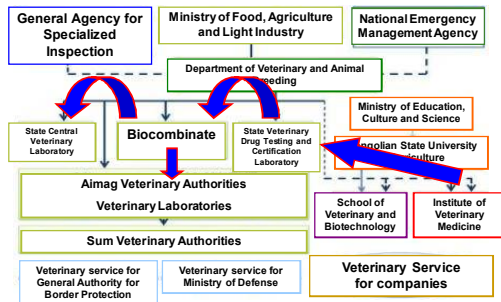 General Agency for
Specialized
Inspection
Ministry of Food, Agriculture
and Light Industry
National Emergency
Management Agency
Department of Veterinary and Animal
Ministry of Education,
Culture and Science
State Central
Veterinary
Laboratory
Biocombinate
State Veterinary
Drug Testing and
Certification
Laboratory
State University
Aimag Veterinary Authorities
Veterinary Laboratories
School of
Veterinary and
Biotechnology
Institute of
Veterinary
Medicine
Sum Veterinary Authorities
Veterinary service for
General Authority for
Border Protection
Veterinary service for
Ministry of Defense
Veterinary Service
for companies